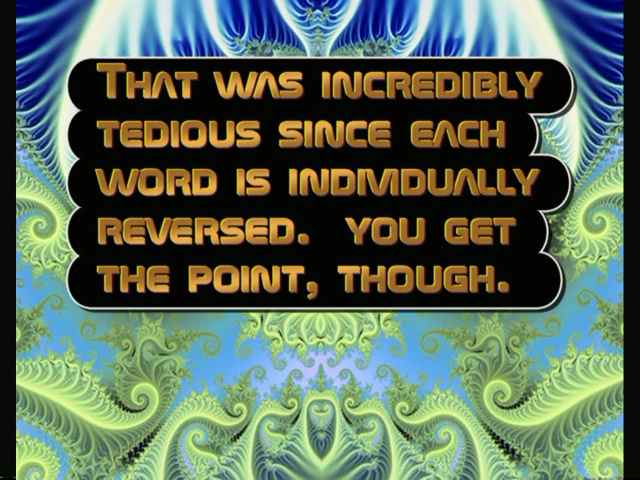 That was incredibly
tedious since each
word is individually
reversed.  You get
the point, though.